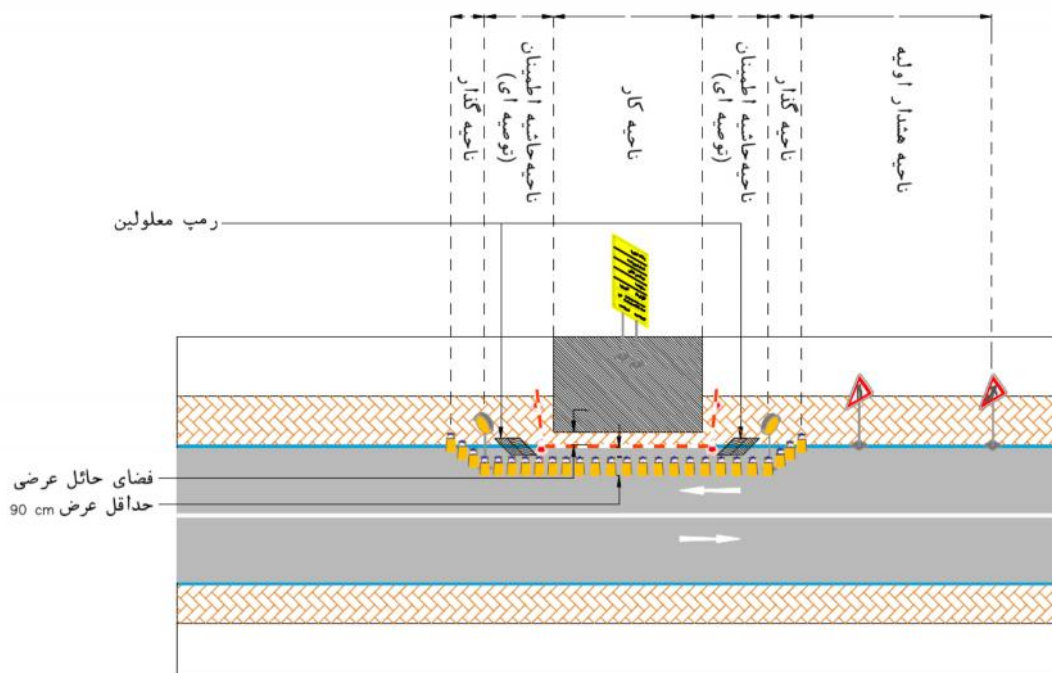 ناحیه هشدار اولیه
ناحیه گذار
ناحیه حاشیه اطمینان
(توصیه ای)
ناحیه کار
ناحیه حاشیه اطمینان
(توصیه ای)
ناحیه گذار
رمپ معلولین
فضای حائل عرضی
حداقل عرض 90 cm